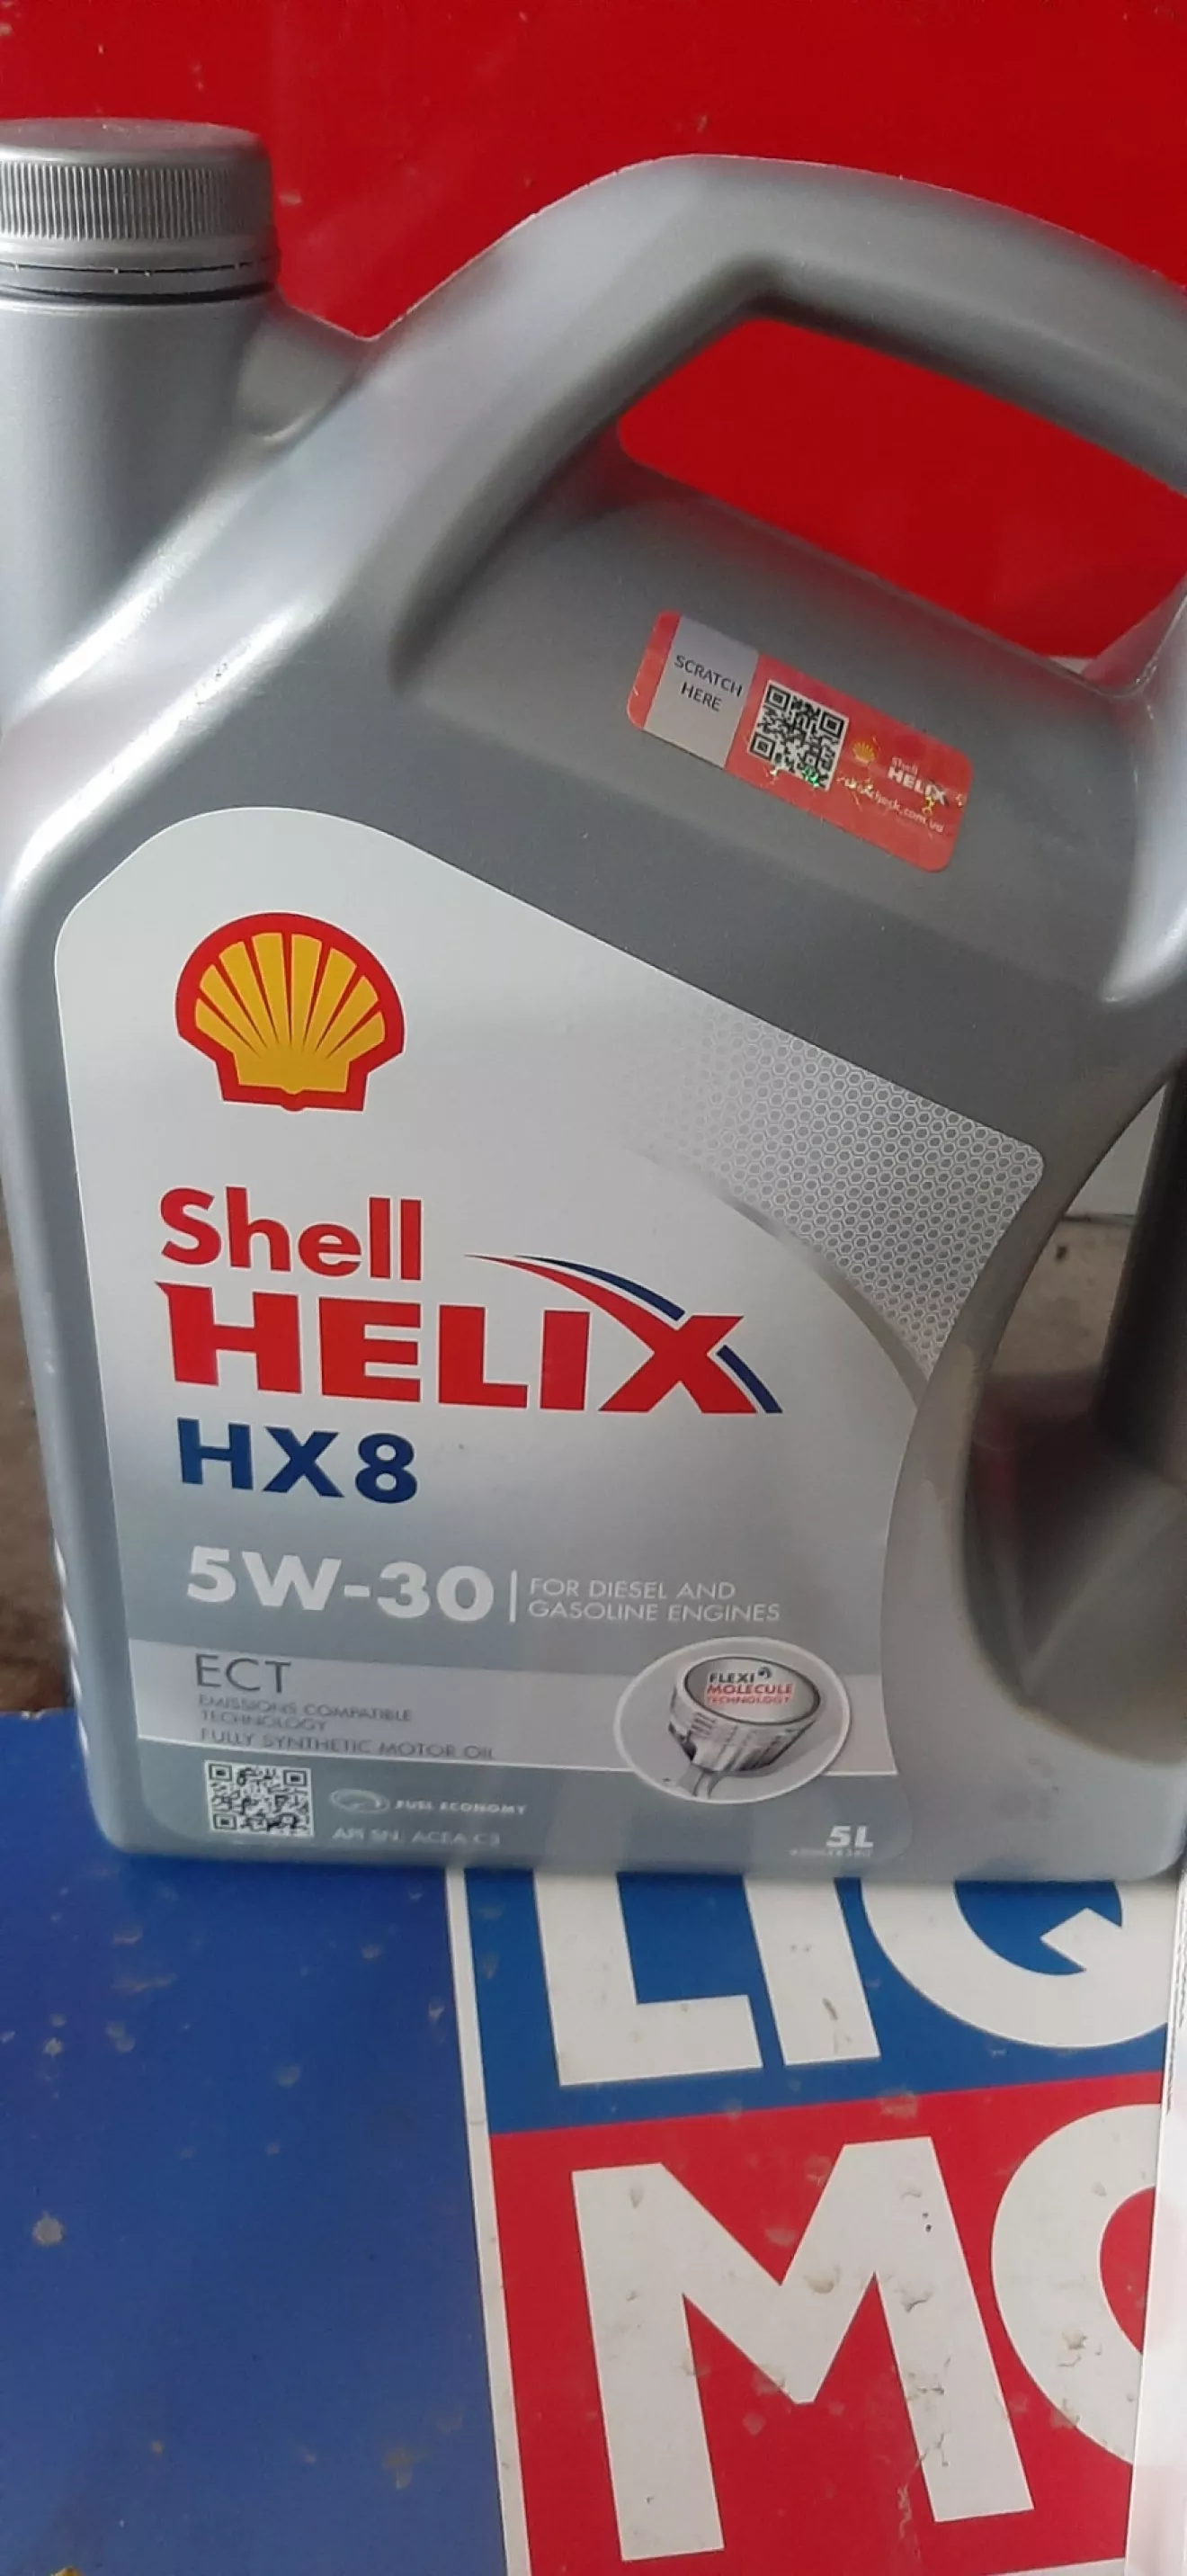 SCRATCH
HERE
Shell
HELIX
Shell
HELIX
HX8
5W-30
FOR DIESEL AND
GASOLINE ENGINES
ECT
EMISSIONS COMPATIBLE
TECHNOLOGY
FULLY SYNTHETIC MOTOR OIL
FLEXI
MOLECULE
TECHNOLOGY
FUEL ECONOMY
API SN, ACEA C3
5L
LIQ
MO